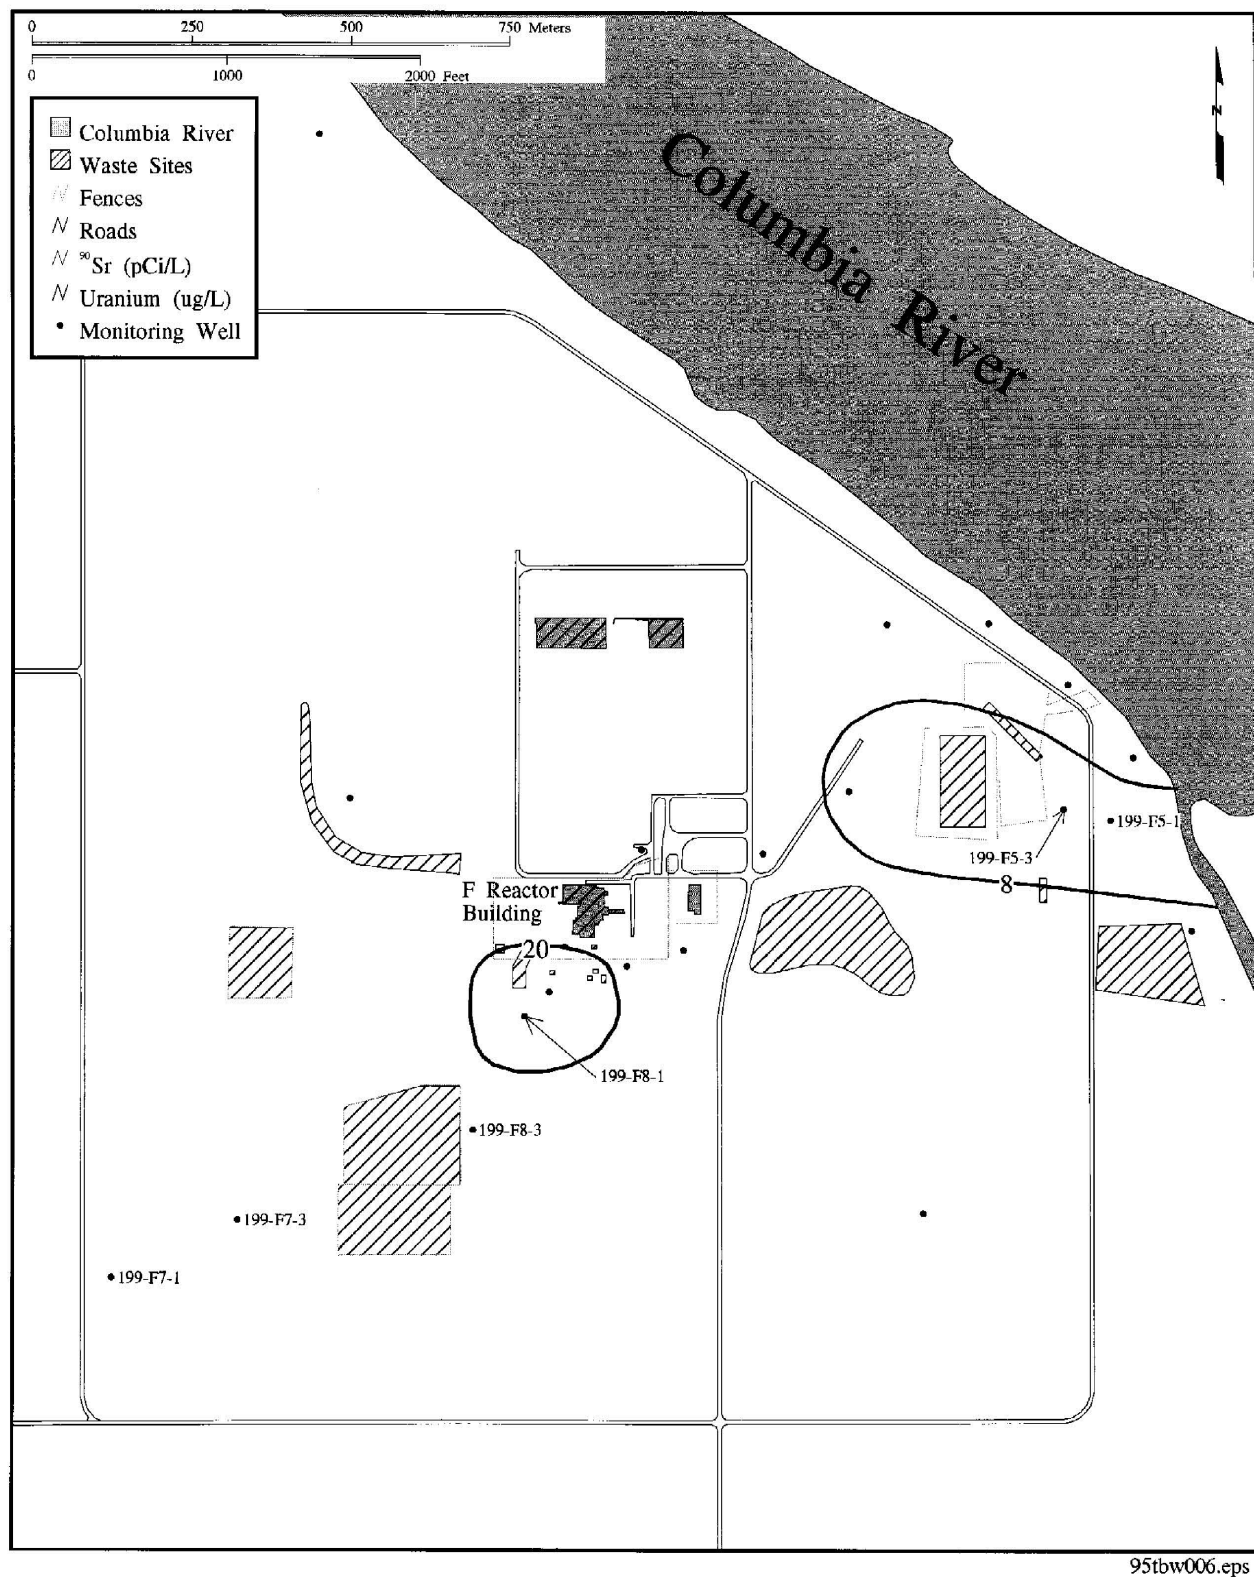 0 250 500 750 Meters
0 1000 2000 Feet
N
Columbia River
Waste Sites
Fences
Roads
⁹⁰Sr (pCi/L)
Uranium (ug/L)
Monitoring Well
Columbia River
199-F5-1
199-F5-3
8
F Reactor
Building
20
199-F8-1
199-F8-3
199-F7-3
199-F7-1
95tbw006.eps